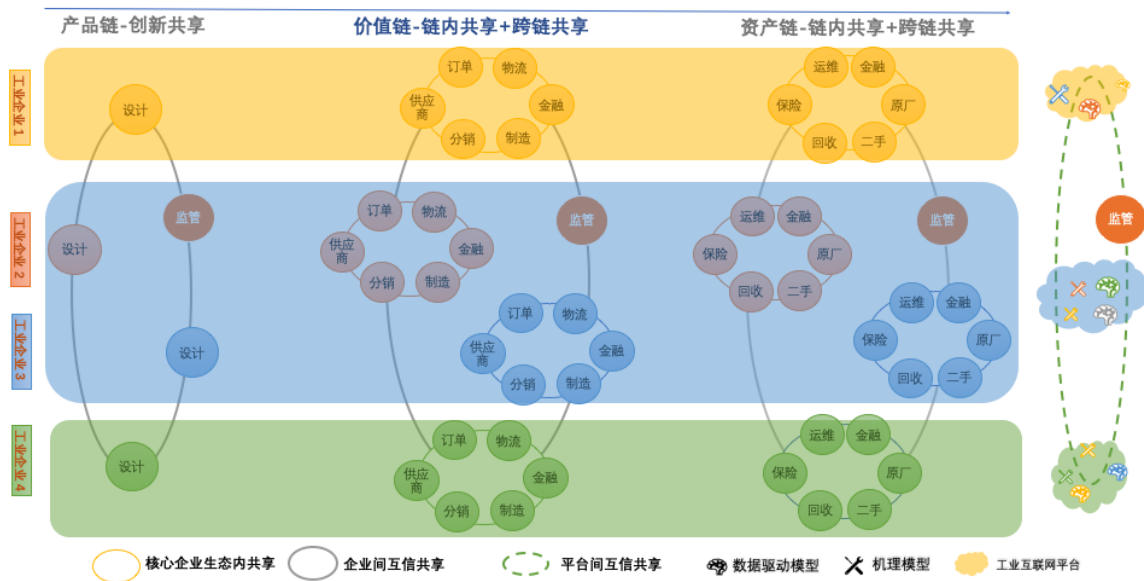 产品链-创新共享
价值链-链内共享+跨链共享
资产链-链内共享+跨链共享
工业企业1
设计
订单
物流
供应
商
金融
分销
制造
运维
金融
保险
原厂
回收
二手
工业企业2
设计
监管
订单
物流
供应
商
金融
分销
制造
监管
运维
金融
保险
原厂
回收
二手
监管
监管
工业企业3
设计
订单
物流
供应
商
金融
分销
制造
运维
金融
保险
原厂
回收
二手
工业企业4
设计
订单
物流
供应
商
金融
分销
制造
运维
金融
保险
原厂
回收
二手
核心企业生态内共享
企业间互信共享
平台间互信共享
数据驱动模型
机理模型
工业互联网平台